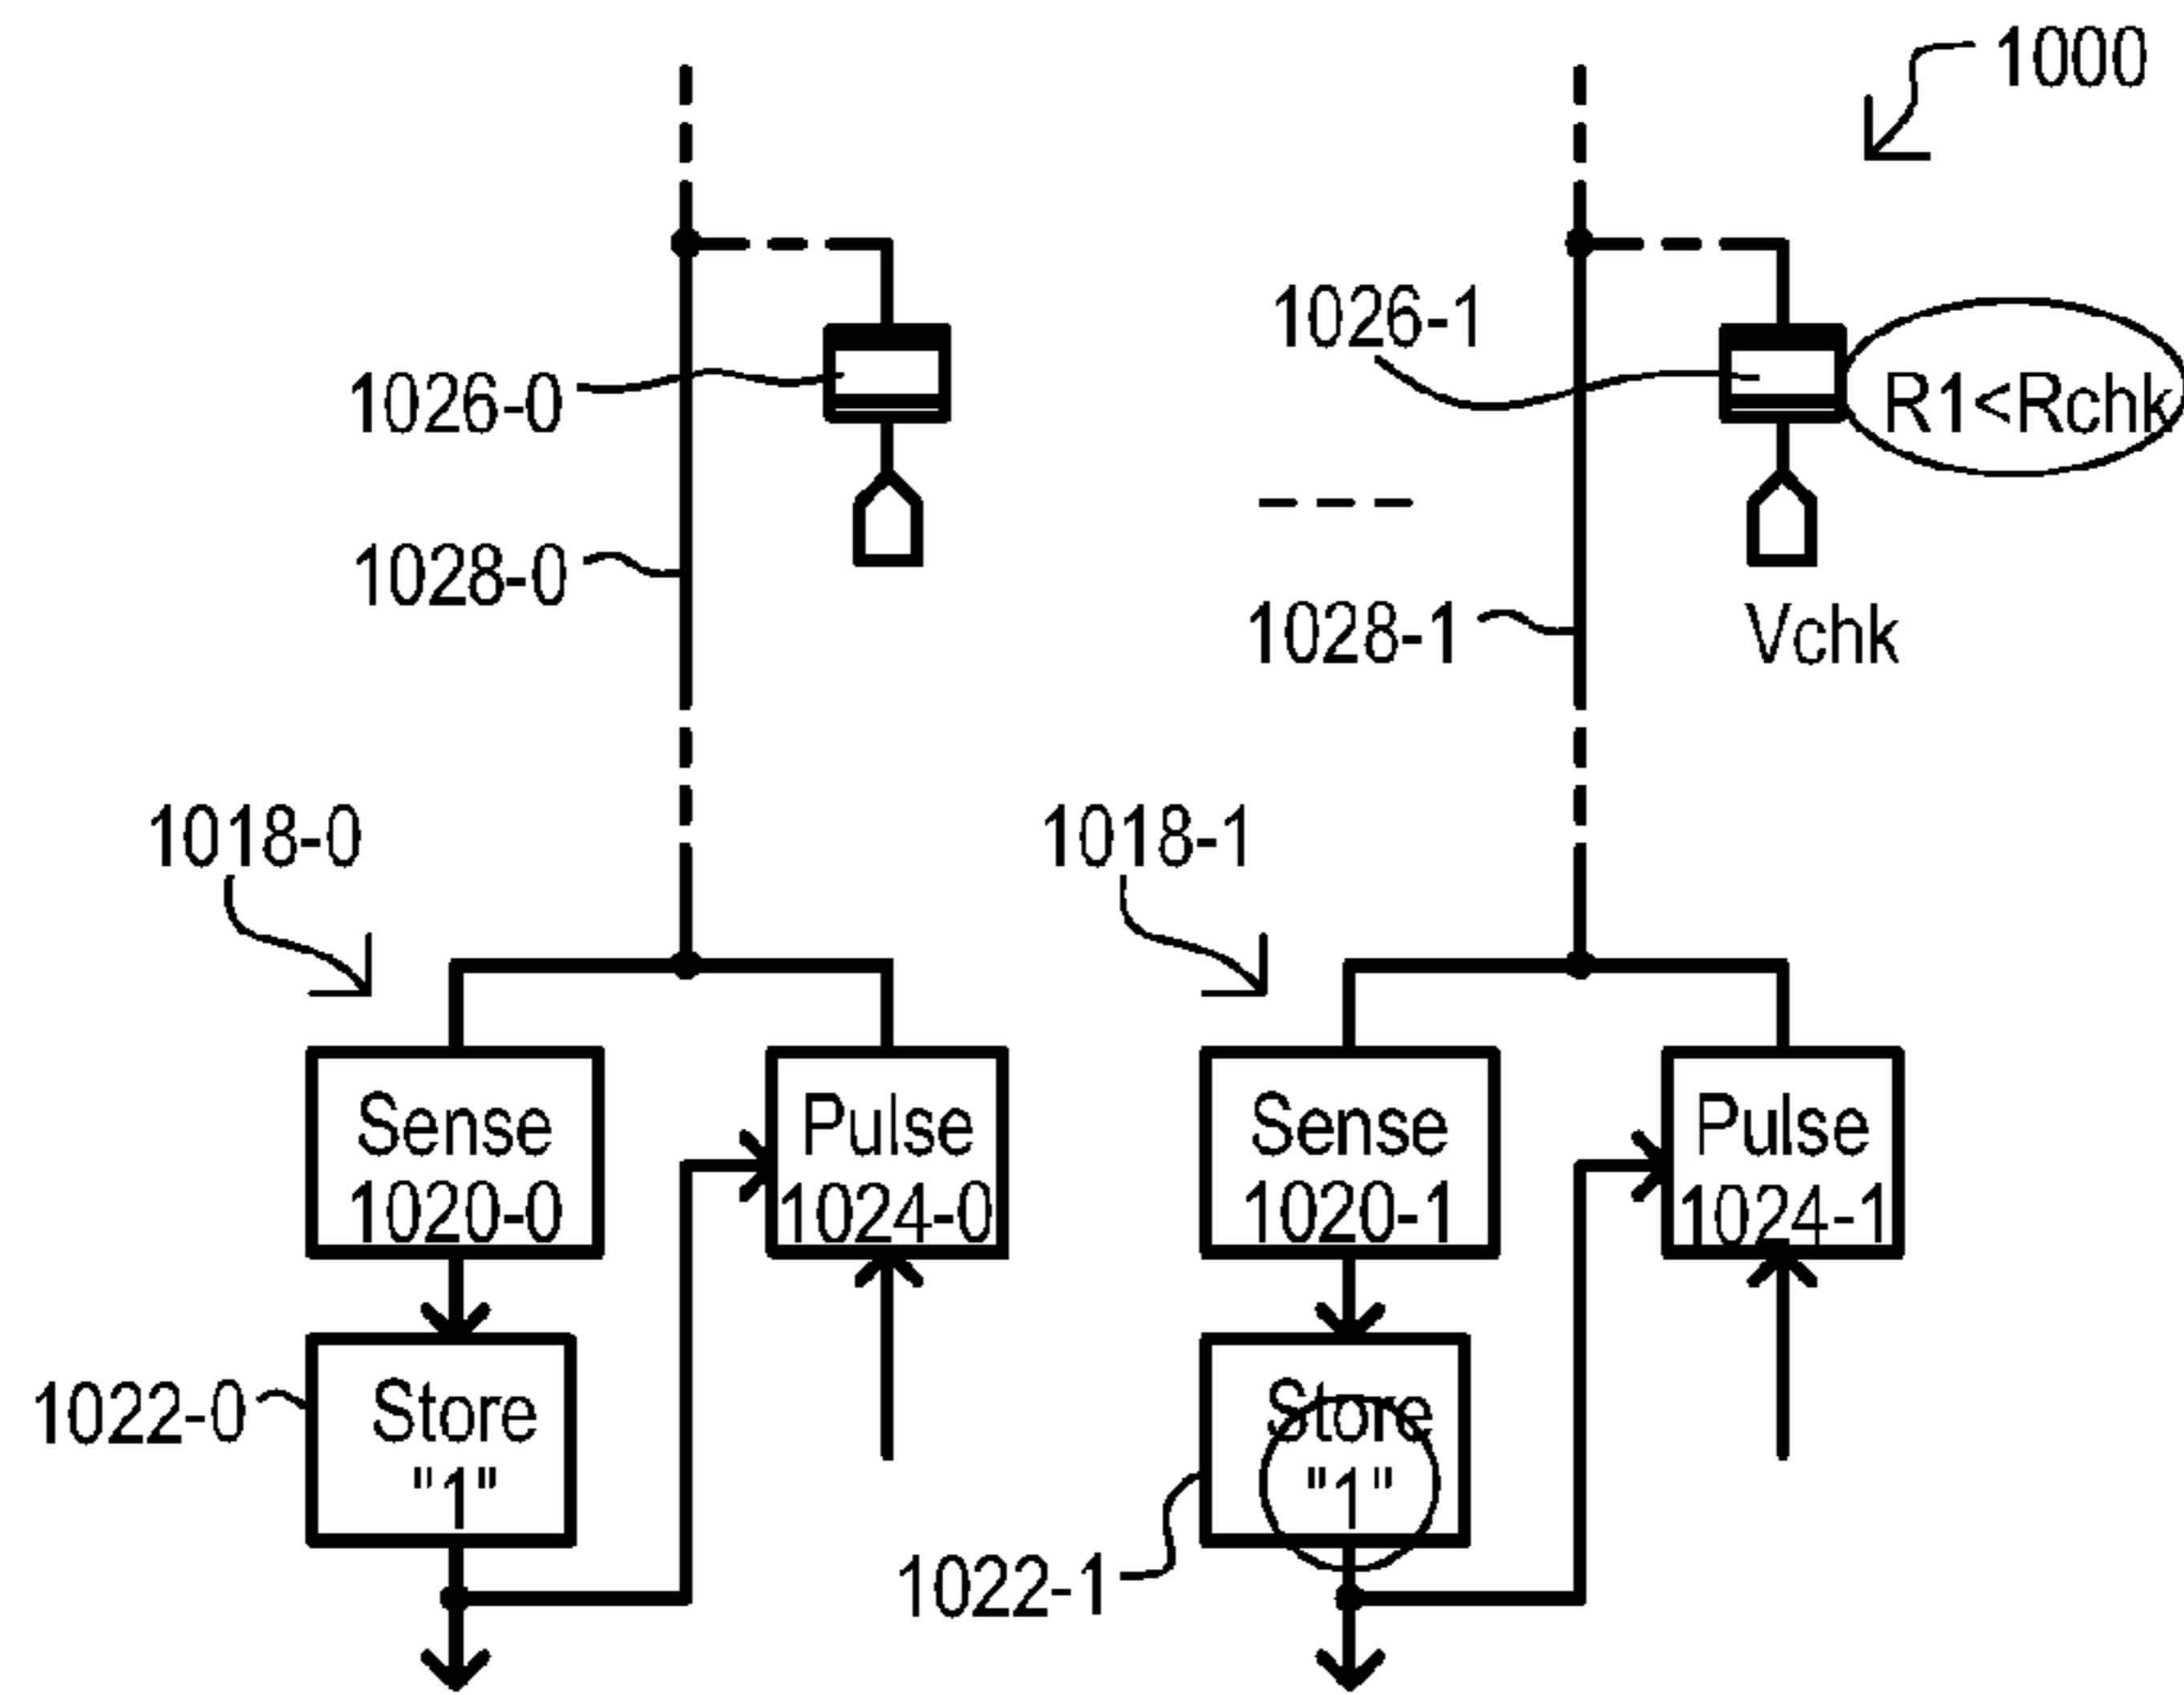 1000
1026-1
1026-0
R1<Rchk
1028-0
1028-1
Vchk
1018-0
1018-1
Sense
1020-0
Pulse
1024-0
Sense
1020-1
Pulse
1024-1
1022-0
Store
"1"
Store
"1"
1022-1